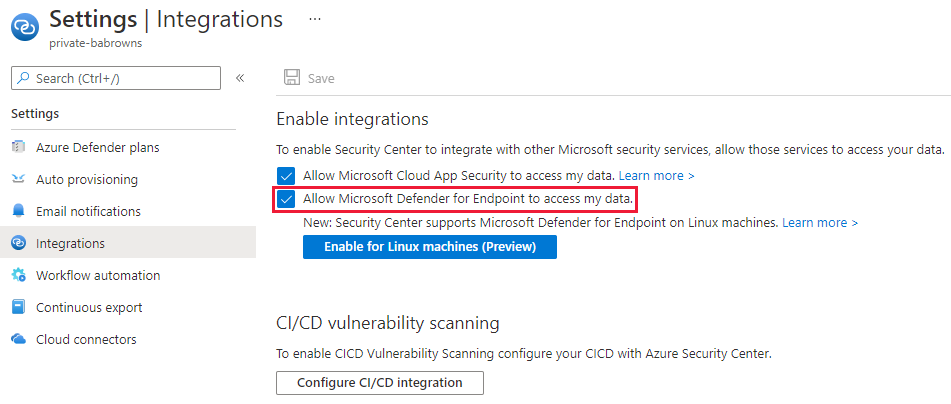 Settings | Integrations ...
private-babrowns
Search (Ctrl+/) «
Settings
Azure Defender plans
Auto provisioning
Email notifications
Integrations
Workflow automation
Continuous export
Cloud connectors
Save
Enable integrations
To enable Security Center to integrate with other Microsoft security services, allow those services to access your data.
Allow Microsoft Cloud App Security to access my data. Learn more >
Allow Microsoft Defender for Endpoint to access my data.
New: Security Center supports Microsoft Defender for Endpoint on Linux machines. Learn more >
Enable for Linux machines (Preview)
CI/CD vulnerability scanning
To enable CICD Vulnerability Scanning configure your CICD with Azure Security Center.
Configure CI/CD integration